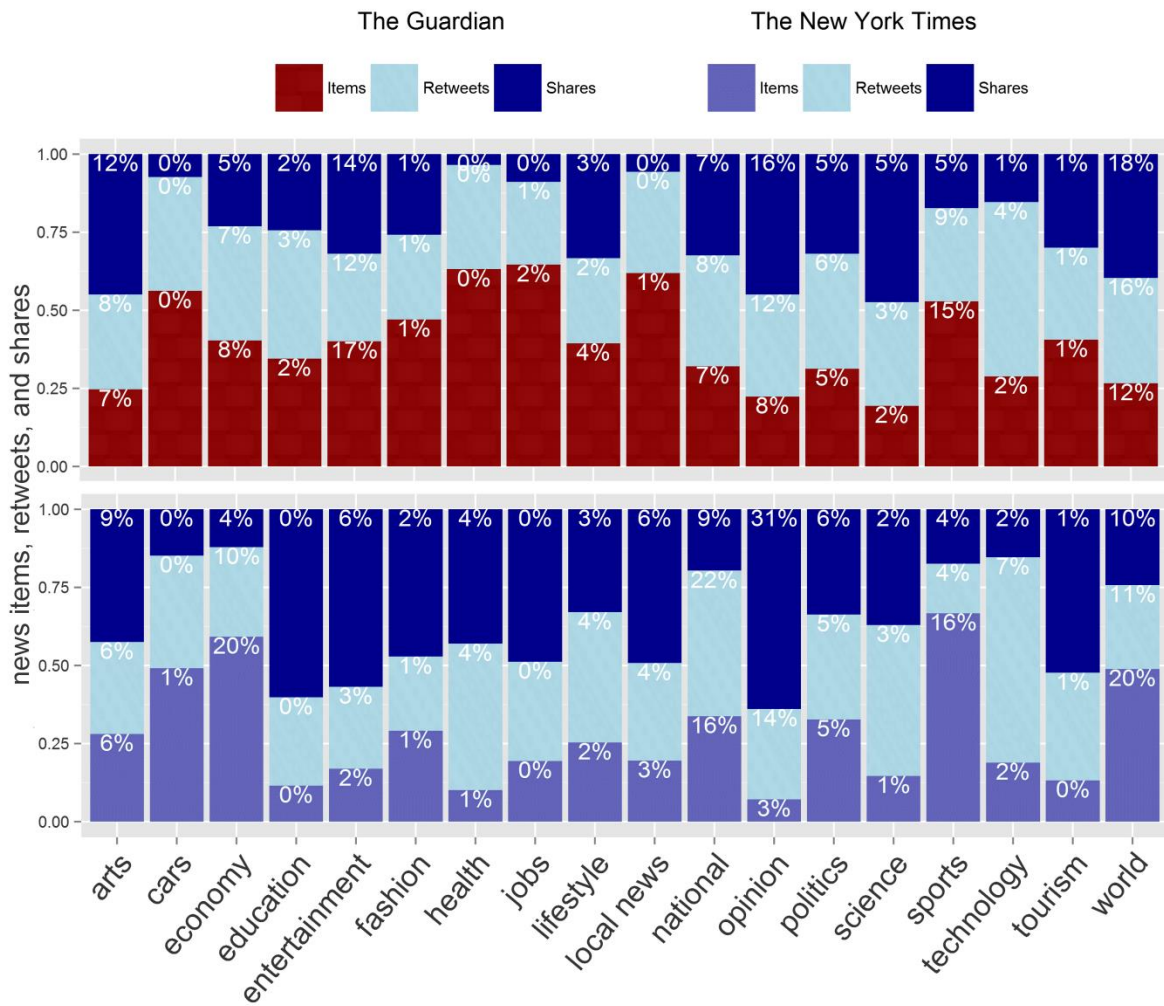 The Guardian The New York Times
Items Retweets Shares Items Retweets Shares
news items, retweets, and shares
1.00
12% 0% 5% 2% 14% 1% 0% 0% 3% 0% 7% 16% 5% 5% 5% 1% 1% 18%
0% 7% 3% 12% 1% 0% 1% 2% 0% 8% 12% 6% 3% 9% 4% 1% 16%
8%
0.75
0.50
0% 8% 2% 17% 1% 0% 2% 4% 1% 7% 8% 5% 2% 15% 2% 1% 12%
7%
0.25
0.00
1.00
9% 0% 4% 0% 6% 2% 4% 0% 3% 6% 9% 31% 6% 2% 4% 2% 1% 10%
6% 0% 10% 0% 3% 1% 4% 0% 4% 4% 22% 14% 5% 3% 4% 7% 1% 11%
0.75
0.50
6% 1% 20% 0% 2% 1% 1% 0% 2% 3% 16% 3% 5% 1% 16% 2% 0% 20%
0.25
0.00
arts
cars
economy
education
entertainment
fashion
health
jobs
lifestyle
local news
national
opinion
politics
science
sports
technology
tourism
world